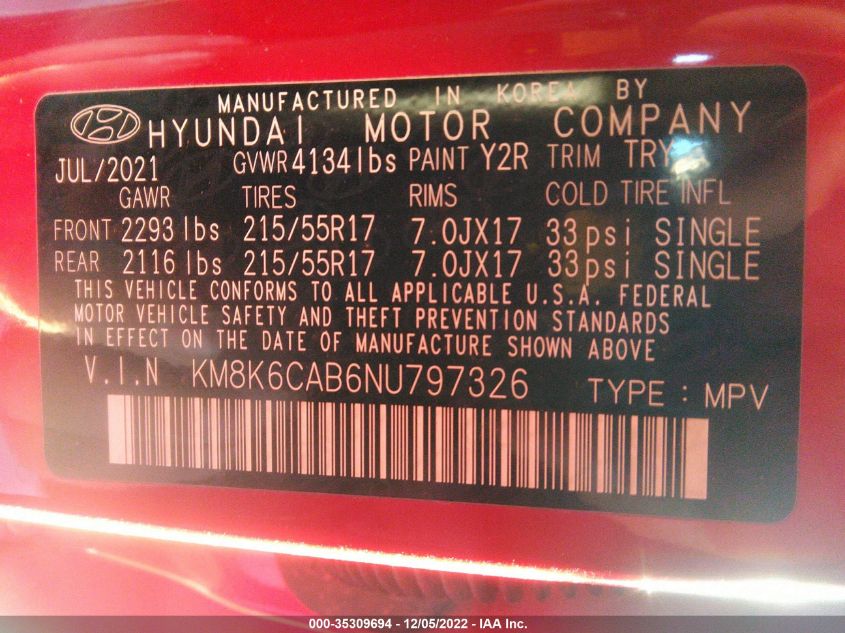 MANUFACTURED IN KOREA BY
HYUNDAI MOTOR COMPANY
JUL/2021 GVWR 4134lbs PAINT Y2R TRIM TRY
GAWR TIRES RIMS COLD TIRE INFL
FRONT 2293 lbs 215/55R17 7.0JX17 33psi SINGLE
REAR 2116 lbs 215/55R17 7.0JX17 33psi SINGLE
THIS VEHICLE CONFORMS TO ALL APPLICABLE U.S.A. FEDERAL
MOTOR VEHICLE SAFETY AND THEFT PREVENTION STANDARDS
IN EFFECT ON THE DATE OF MANUFACTURE SHOWN ABOVE
V.I.N KM8K6CAB6NU797326 TYPE : MPV
000-35309694 - 12/05/2022 - IAA Inc.